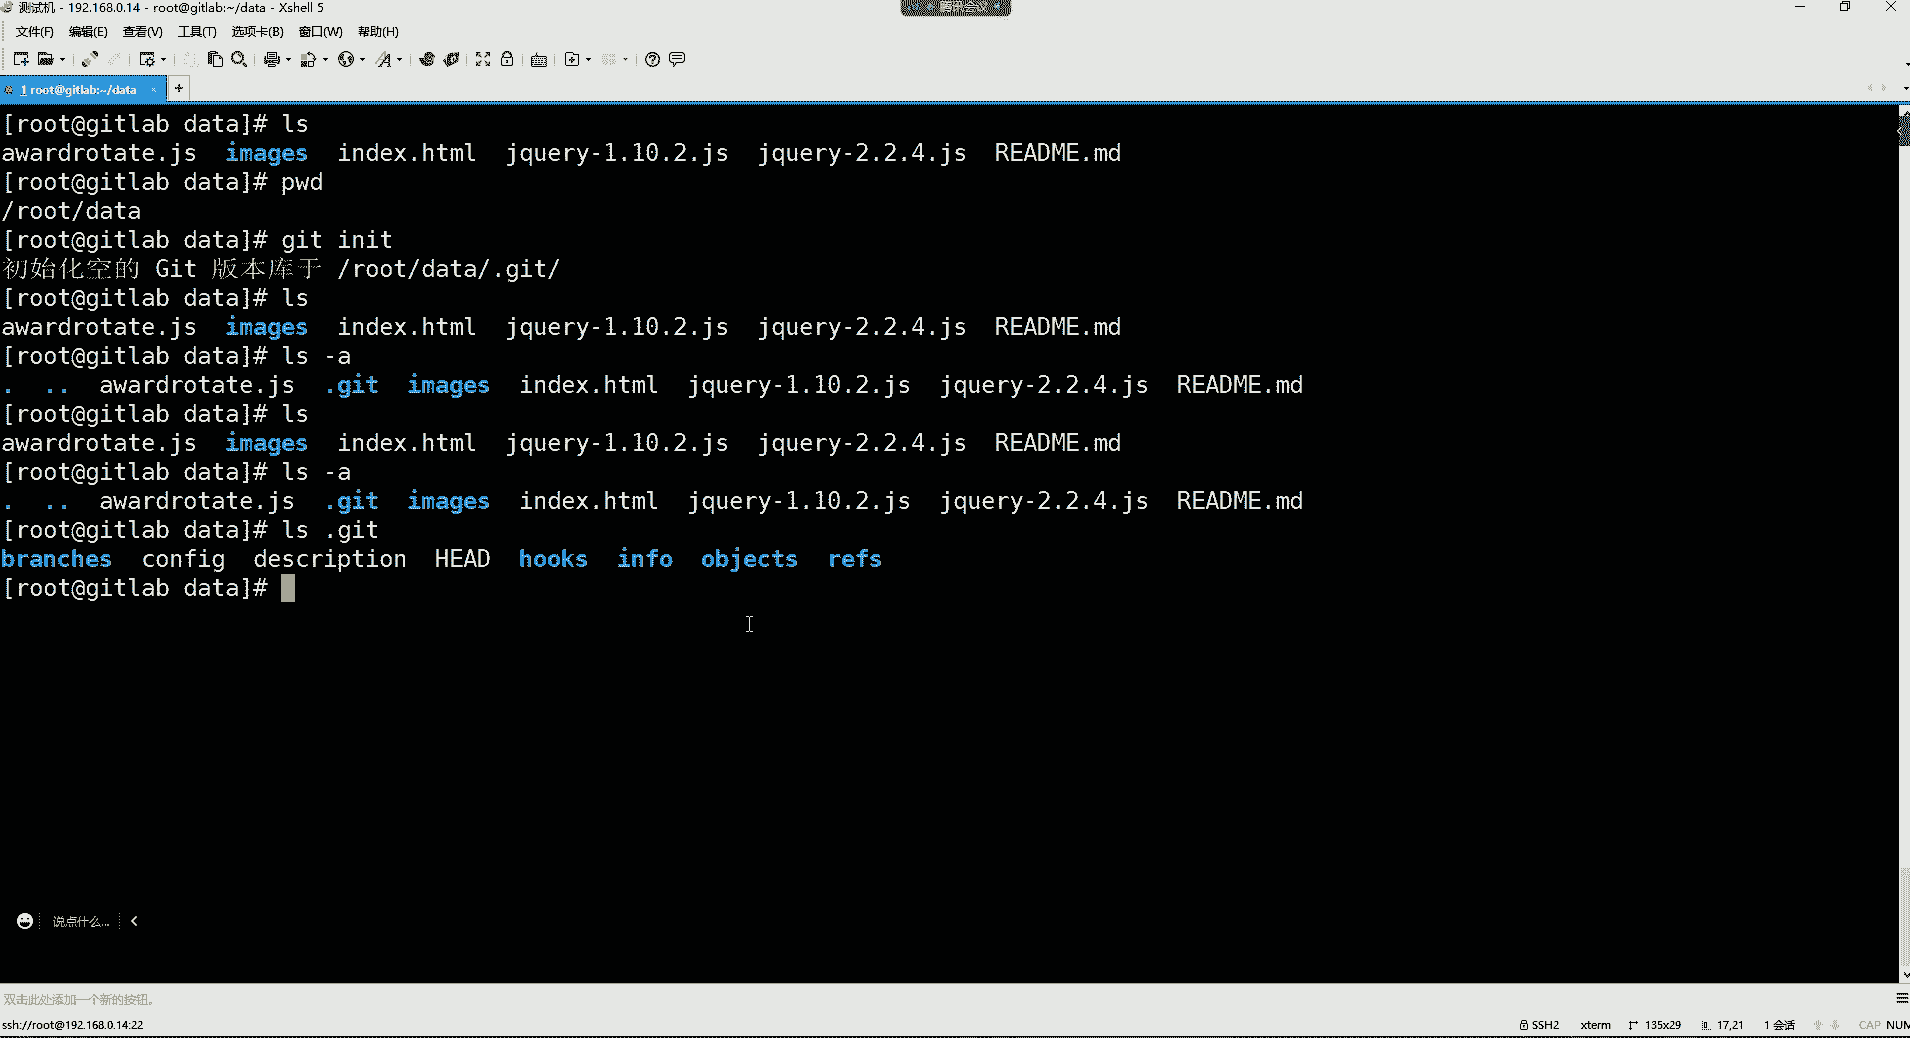 测试机 - 192.168.0.14 - root@gitlab:~/data - Xshell 5
文件(F) 编辑(E) 查看(V) 工具(T) 选项卡(B) 窗口(W) 帮助(H)
1 root@gitlab:~/data × +
[root@gitlab data]# ls
awardrotate.js images index.html jquery-1.10.2.js jquery-2.2.4.js README.md
[root@gitlab data]# pwd
/root/data
[root@gitlab data]# git init
初始化空的 Git 版本库于 /root/data/.git/
[root@gitlab data]# ls
awardrotate.js images index.html jquery-1.10.2.js jquery-2.2.4.js README.md
[root@gitlab data]# ls -a
. .. awardrotate.js .git images index.html jquery-1.10.2.js jquery-2.2.4.js README.md
[root@gitlab data]# ls
awardrotate.js images index.html jquery-1.10.2.js jquery-2.2.4.js README.md
[root@gitlab data]# ls -a
. .. awardrotate.js .git images index.html jquery-1.10.2.js jquery-2.2.4.js README.md
[root@gitlab data]# ls .git
branches config description HEAD hooks info objects refs
[root@gitlab data]#
说点什么...
双击此处添加一个新的按钮。
ssh://root@192.168.0.14:22 SSH2 xterm 135x29 17,21 1 会话 CAP NUM